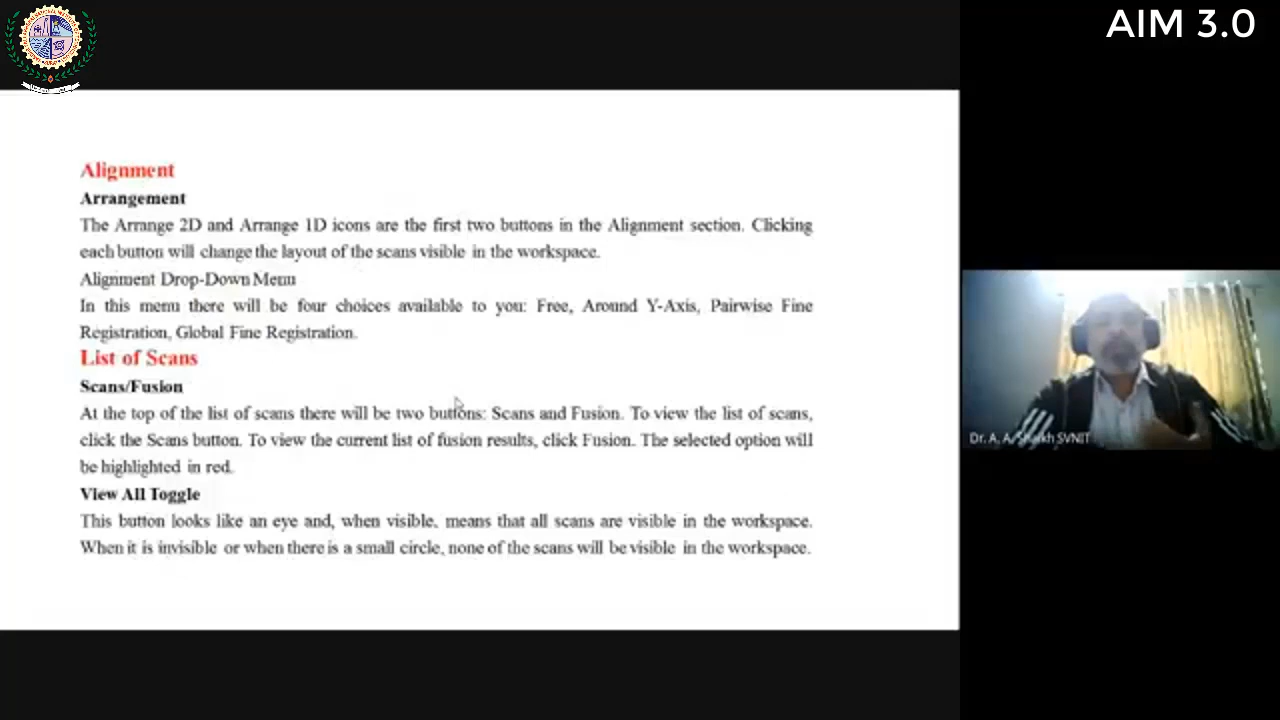 AIM 3.0
Alignment
Arrangement
The Arrange 2D and Arrange 1D icons are the first two buttons in the Alignment section. Clicking
each button will change the layout of the scans visible in the workspace.
Alignment Drop-Down Menu
In this menu there will be four choices available to you: Free, Around Y-Axis, Pairwise Fine
Registration, Global Fine Registration.
List of Scans
Scans/Fusion
At the top of the list of scans there will be two buttons: Scans and Fusion. To view the list of scans,
click the Scans button. To view the current list of fusion results, click Fusion. The selected option will
be highlighted in red.
View All Toggle
This button looks like an eye and, when visible, means that all scans are visible in the workspace.
When it is invisible or when there is a small circle, none of the scans will be visible in the workspace.
Dr. A. A. Shaikh SVNIT